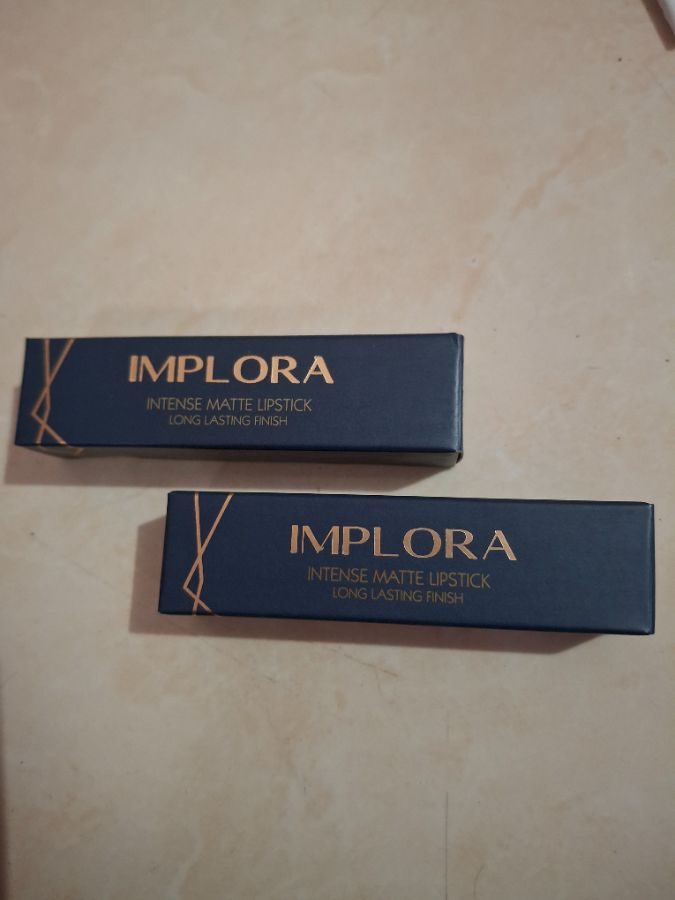 IMPLORA
INTENSE MATTE LIPSTICK
LONG LASTING FINISH
IMPLORA
INTENSE MATTE LIPSTICK
LONG LASTING FINISH